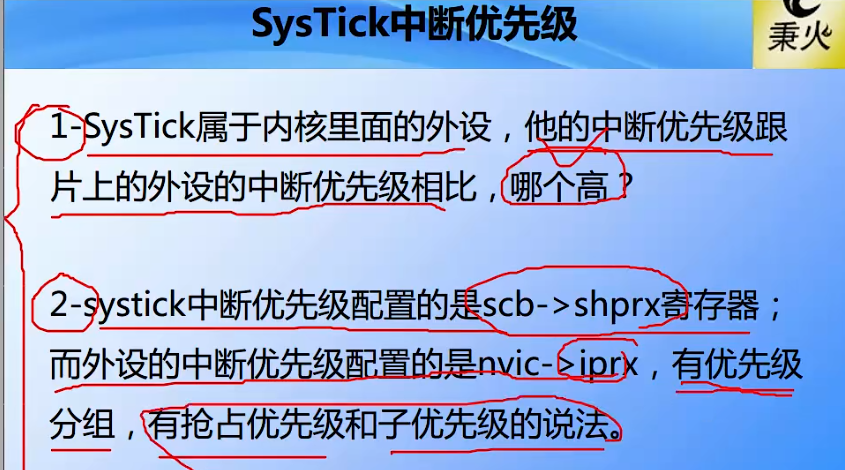 SysTick中断优先级
秉火
1-SysTick属于内核里面的外设，他的中断优先级跟
片上的外设的中断优先级相比，哪个高？
2-systick中断优先级配置的是scb->shprx寄存器；
而外设的中断优先级配置的是nvic->iprx，有优先级
分组，有抢占优先级和子优先级的说法。